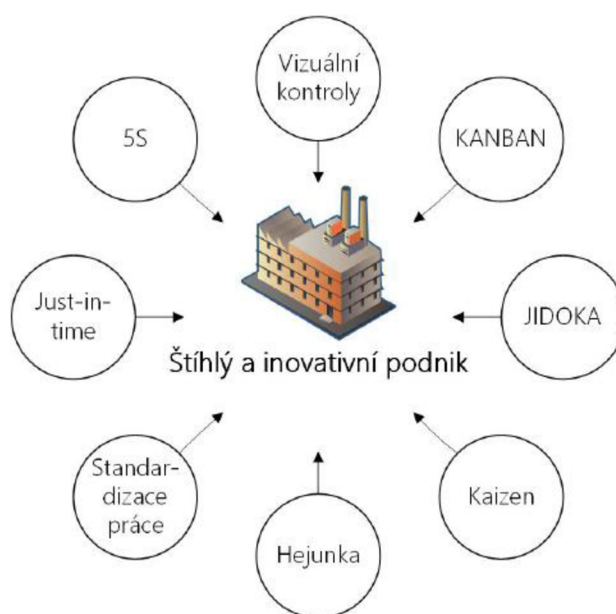 Vizuální
kontroly
5S
KANBAN
Just-in-
time
JIDOKA
Štíhlý a inovativní podnik
Standar-
dizace
práce
Kaizen
Hejunka